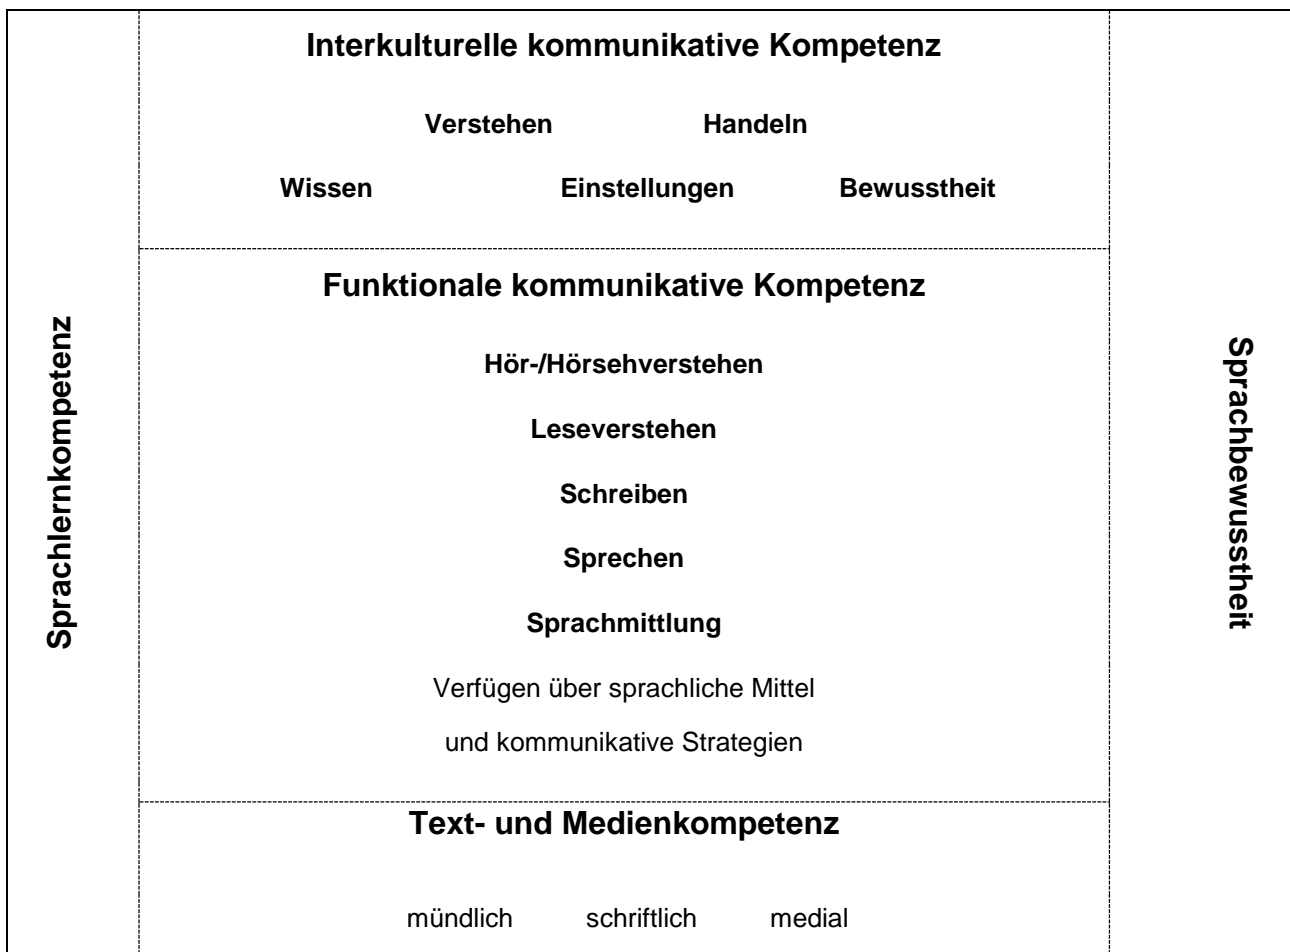 Sprachlernkompetenz
Interkulturelle kommunikative Kompetenz
Verstehen Handeln
Wissen Einstellungen Bewusstheit
Funktionale kommunikative Kompetenz
Hör-/Hörsehverstehen
Leseverstehen
Schreiben
Sprechen
Sprachmittlung
Verfügen über sprachliche Mittel
und kommunikative Strategien
Text- und Medienkompetenz
mündlich schriftlich medial
Sprachbewusstheit